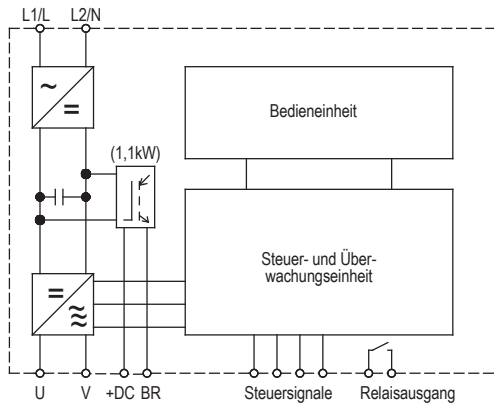 L1/L L2/N
Bedieneinheit
(1,1kW)
Steuer- und Über-
wachungseinheit
U V +DC BR Steuersignale Relaisausgang